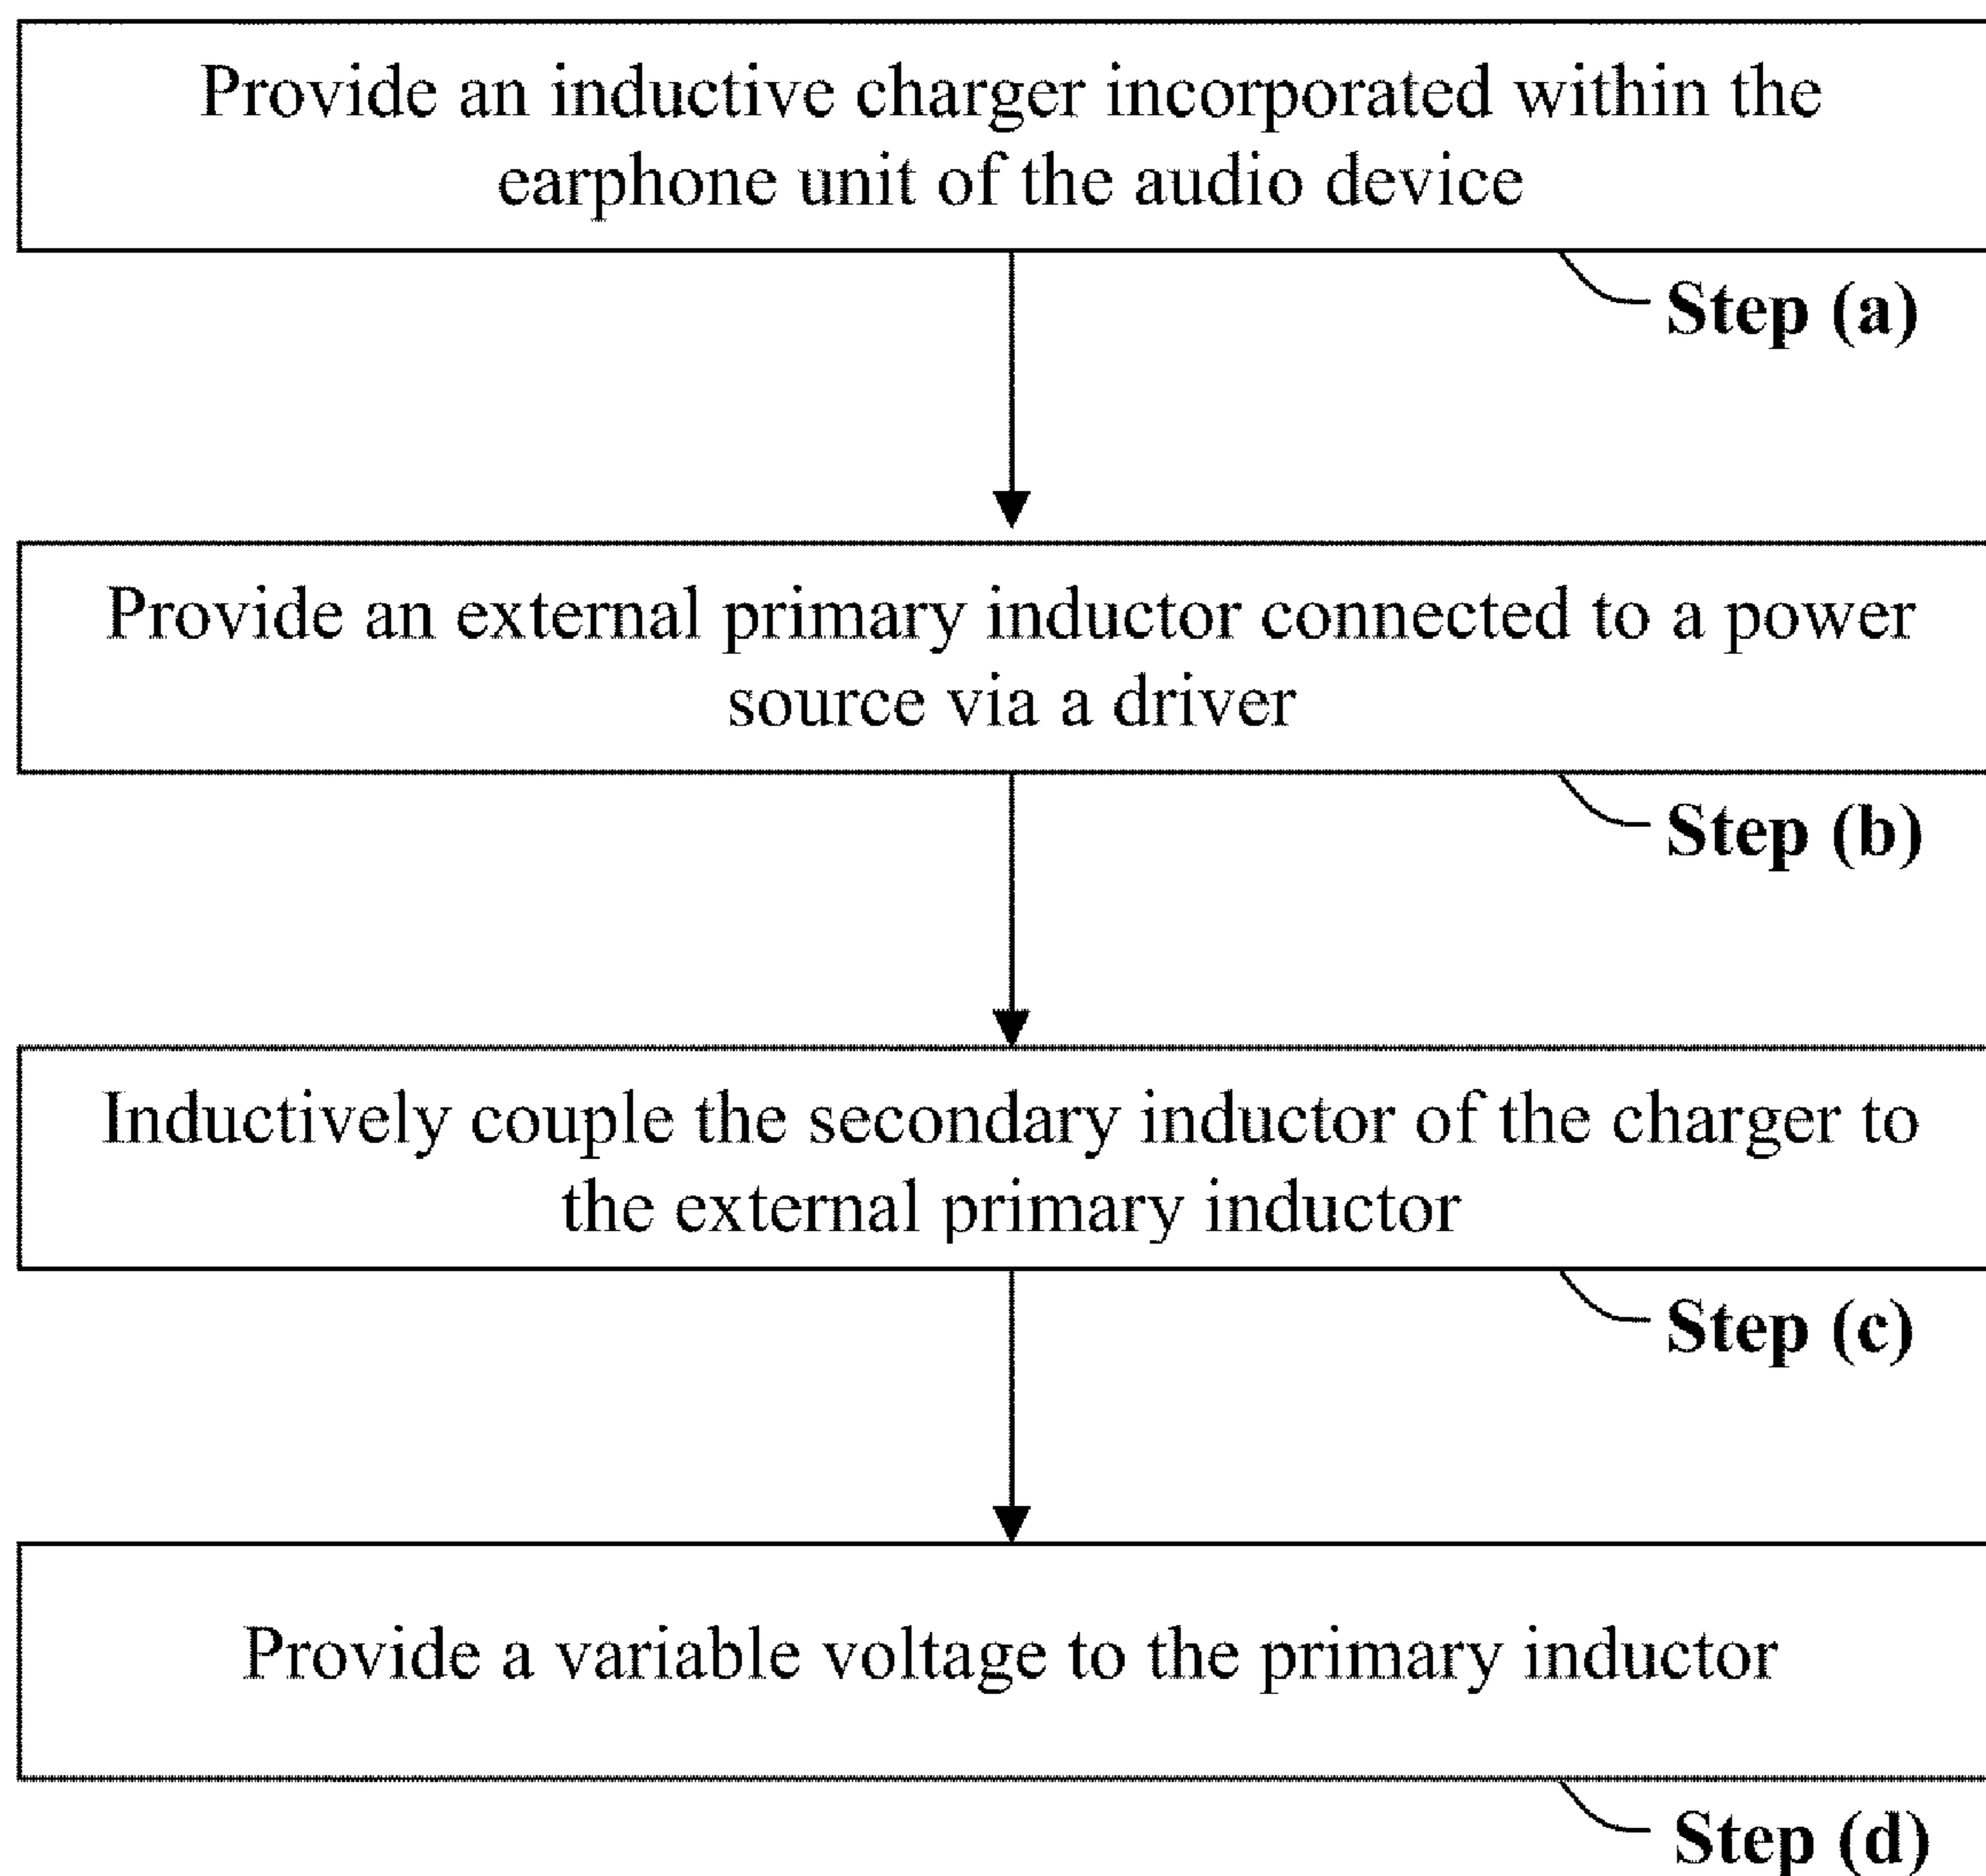 Provide an inductive charger incorporated within the
earphone unit of the audio device
Step (a)
Provide an external primary inductor connected to a power
source via a driver
Step (b)
Inductively couple the secondary inductor of the charger to
the external primary inductor
Step (c)
Provide a variable voltage to the primary inductor
Step (d)